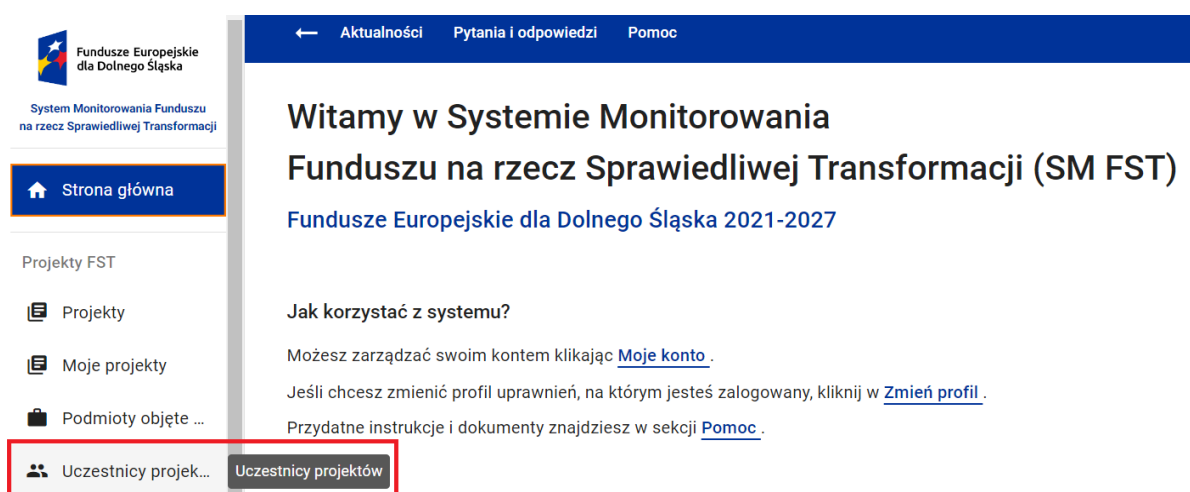 Fundusze Europejskie
dla Dolnego Śląska
System Monitorowania Funduszu
na rzecz Sprawiedliwej Transformacji
Strona główna
Projekty FST
Projekty
Moje projekty
Podmioty objęte ...
Uczestnicy projek...
Uczestnicy projektów
Aktualności Pytania i odpowiedzi Pomoc
Witamy w Systemie Monitorowania
Funduszu na rzecz Sprawiedliwej Transformacji (SM FST)
Fundusze Europejskie dla Dolnego Śląska 2021-2027
Jak korzystać z systemu?
Możesz zarządzać swoim kontem klikając Moje konto .
Jeśli chcesz zmienić profil uprawnień, na którym jesteś zalogowany, kliknij w Zmień profil .
Przydatne instrukcje i dokumenty znajdziesz w sekcji Pomoc .